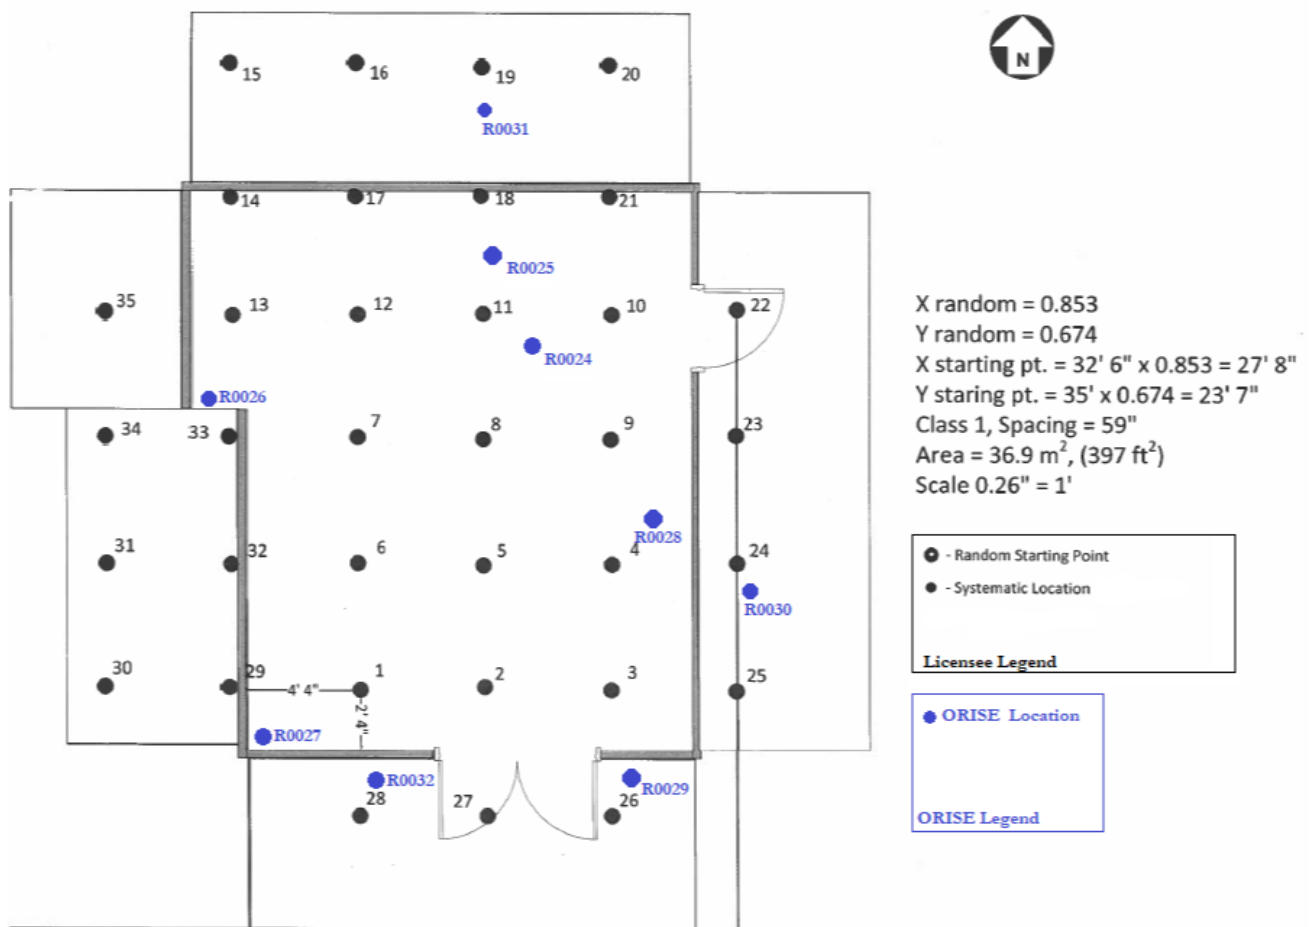 N
15
16
19
20
R0031
14
17
18
21
R0025
35
13
12
11
10
22
R0024
R0026
34
33
7
8
9
23
R0028
31
32
6
5
4
24
R0030
30
29
1
2
3
25
4' 4"
2' 4"
R0027
R0032
R0029
28
27
26
X random = 0.853
Y random = 0.674
X starting pt. = 32' 6" x 0.853 = 27' 8"
Y staring pt. = 35' x 0.674 = 23' 7"
Class 1, Spacing = 59"
Area = 36.9 m², (397 ft²)
Scale 0.26" = 1'
- Random Starting Point
- Systematic Location
Licensee Legend
ORISE Location
ORISE Legend